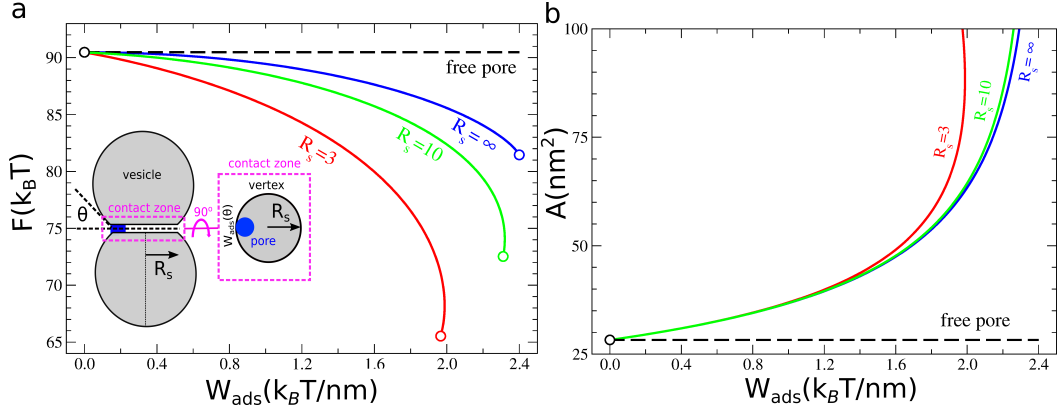 a
F(k_BT)
90
85
80
75
70
65
0.0
0.4
0.8
1.2
1.6
2.0
2.4
W_ads(k_BT/nm)
free pore
R_s=∞
R_s=10
R_s=3
vesicle
contact zone
θ
R_s
90°
contact zone
vertex
W_ads(θ)
R_s
pore
b
A(nm²)
100
75
50
25
0.0
0.4
0.8
1.2
1.6
2.0
2.4
W_ads(k_BT/nm)
R_s=3
R_s=10
R_s=∞
free pore